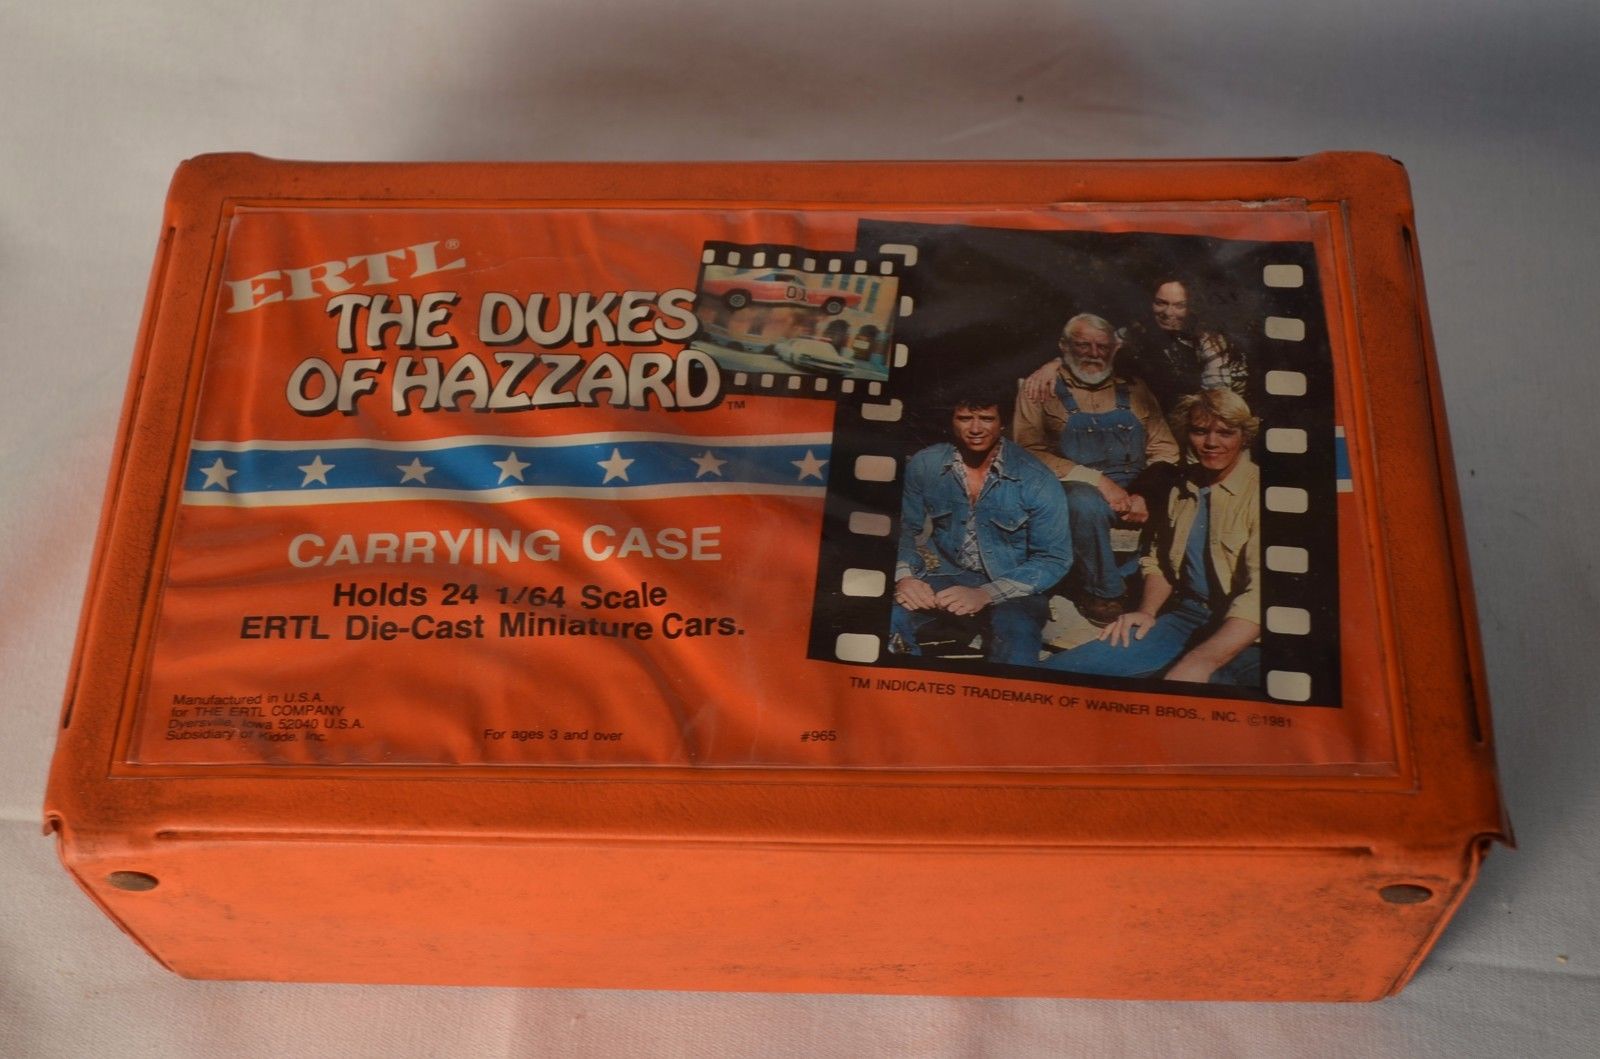 ERTL®
THE DUKES
OF HAZZARD™
01
CARRYING CASE
Holds 24 1/64 Scale
ERTL Die-Cast Miniature Cars.
Manufactured in U.S.A.
for THE ERTL COMPANY
Dyersville, Iowa 52040 U.S.A.
Subsidiary of Kidde, Inc.
For ages 3 and over
#965
TM INDICATES TRADEMARK OF WARNER BROS., INC. ©1981